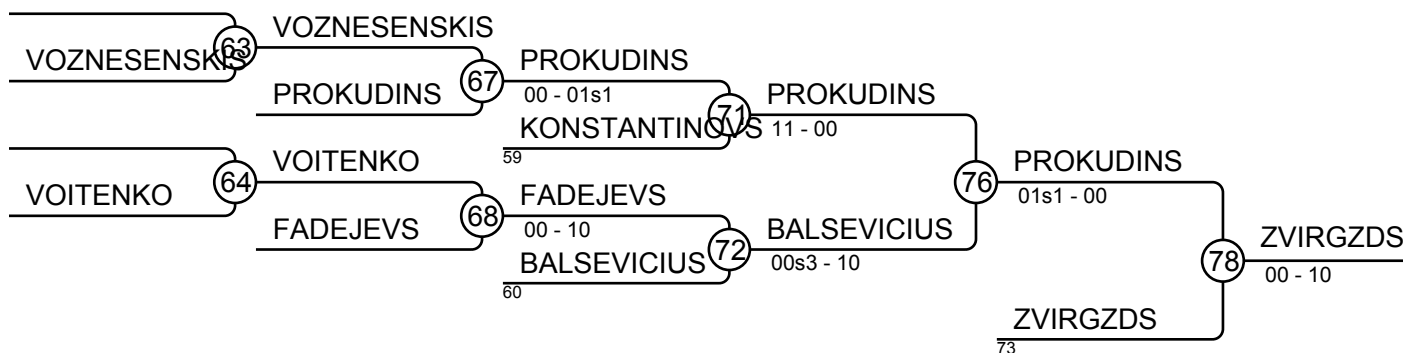 VOZNESENSKIS
63
VOZNESENSKIS
PROKUDINS
67
PROKUDINS
00 - 01s1
KONSTANTINOVS
59
71
PROKUDINS
11 - 00
VOITENKO
64
VOITENKO
FADEJEVS
68
FADEJEVS
00 - 10
BALSEVICIUS
60
72
BALSEVICIUS
00s3 - 10
76
PROKUDINS
01s1 - 00
ZVIRGZDS
73
78
ZVIRGZDS
00 - 10